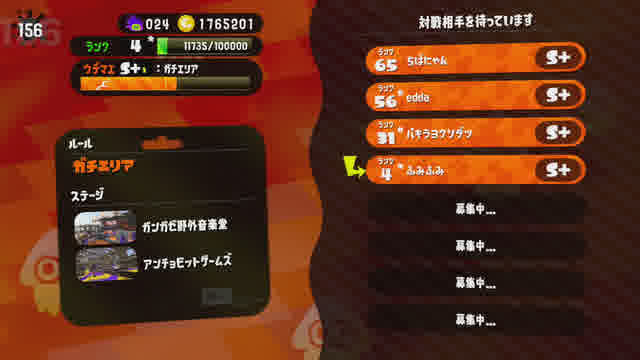 156
024
1765201
ランク 4★ 11735/100000
ウデマエ S+ :ガチエリア
ルール
ガチエリア
ステージ
ガンガゼ野外音楽堂
アンチョビットゲームズ
対戦相手を待っています
ランク 65 ちはにゃん S+
ランク 56★ edda S+
ランク 31★ バキラヨクソダッ S+
ランク 4★ ふみふみ S+
募集中...
募集中...
募集中...
募集中...